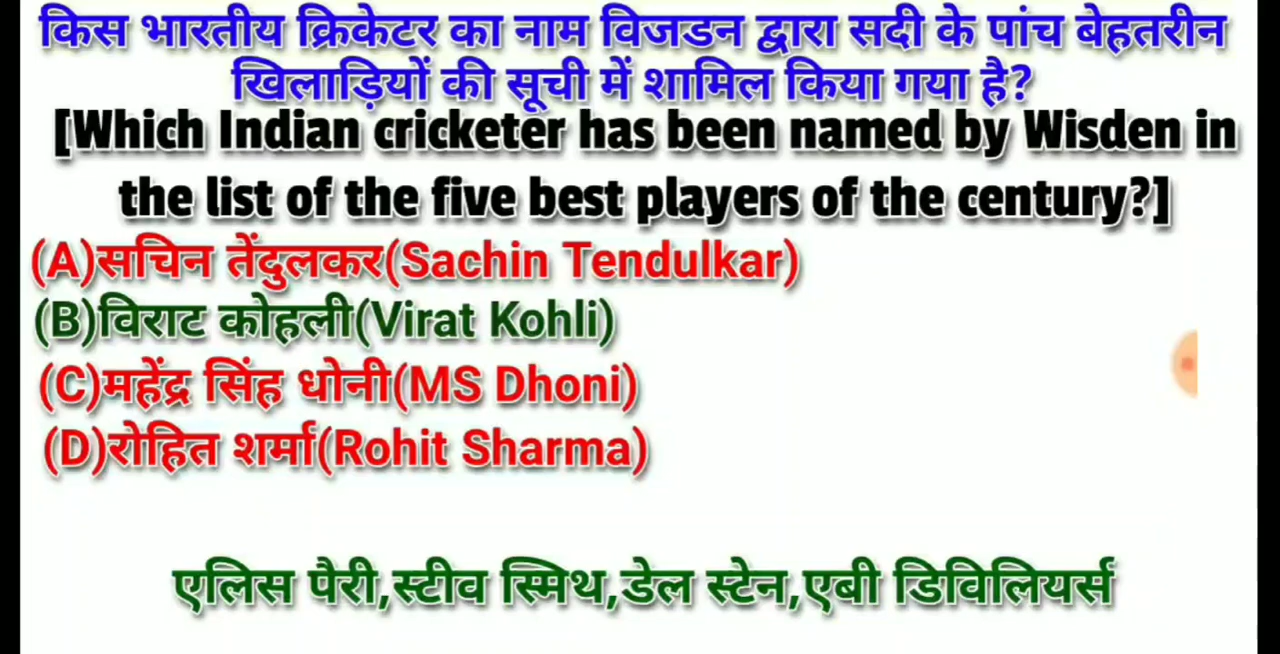 किस भारतीय क्रिकेटर का नाम विजडन द्वारा सदी के पांच बेहतरीन
खिलाड़ियों की सूची में शामिल किया गया है?
[Which Indian cricketer has been named by Wisden in
the list of the five best players of the century?]
(A)सचिन तेंदुलकर(Sachin Tendulkar)
(B)विराट कोहली(Virat Kohli)
(C)महेंद्र सिंह धोनी(MS Dhoni)
(D)रोहित शर्मा(Rohit Sharma)
एलिस पैरी,स्टीव स्मिथ,डेल स्टेन,एबी डिविलियर्स